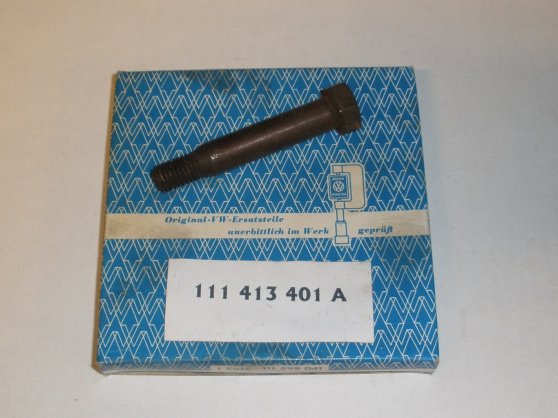 Original-VW-Ersatzteile
unerbittlich im Werk geprüft
111 413 401 A